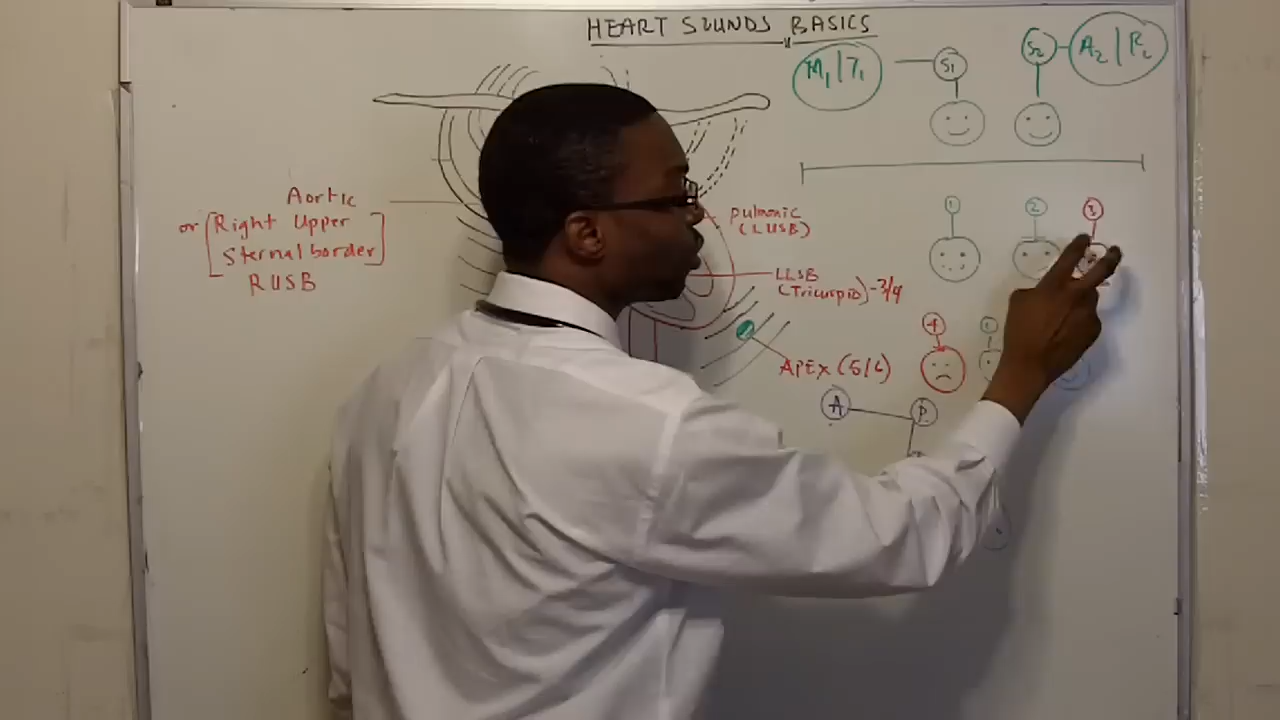 HEART SOUNDS BASICS
M1 | T1
S1
S2
A2 | P2
Aortic
or [Right Upper
Sternal border]
RUSB
Pulmonic
(LUSB)
LLSB
(Tricuspid) - 3/4
APEX (5/6)
1
2
3
4
1
A
P